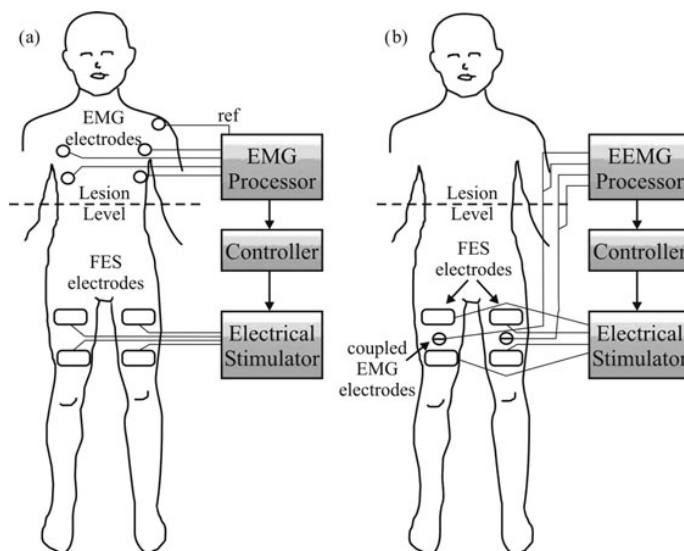 (a)
EMG
electrodes
ref
EMG
Processor
Lesion
Level
Controller
FES
electrodes
Electrical
Stimulator
(b)
EEMG
Processor
Lesion
Level
Controller
FES
electrodes
Electrical
Stimulator
coupled
EMG
electrodes